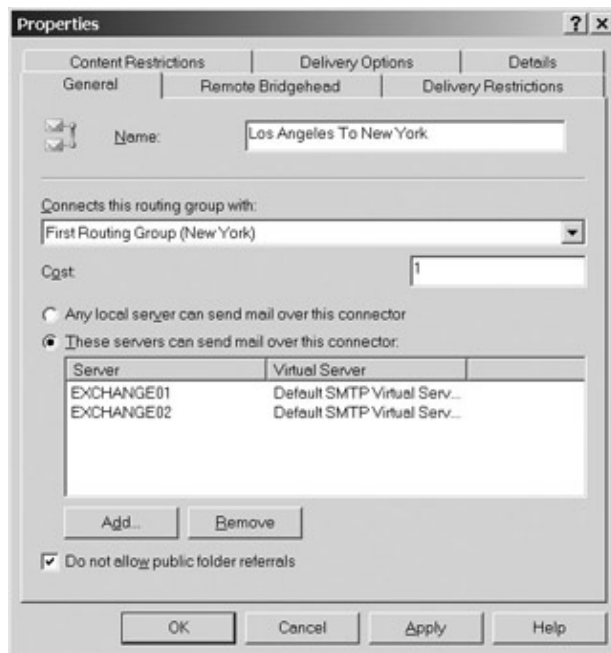 Properties
?
Content Restrictions
Delivery Options
Details
General
Remote Bridgehead
Delivery Restrictions
Name:
Los Angeles To New York
Connects this routing group with:
First Routing Group (New York)
Cost
1
Any local server can send mail over this connector
These servers can send mail over this connector:
Server Virtual Server
EXCHANGE01 Default SMTP Virtual Serv...
EXCHANGE02 Default SMTP Virtual Serv...
Add...
Remove
Do not allow public folder referrals
OK
Cancel
Apply
Help